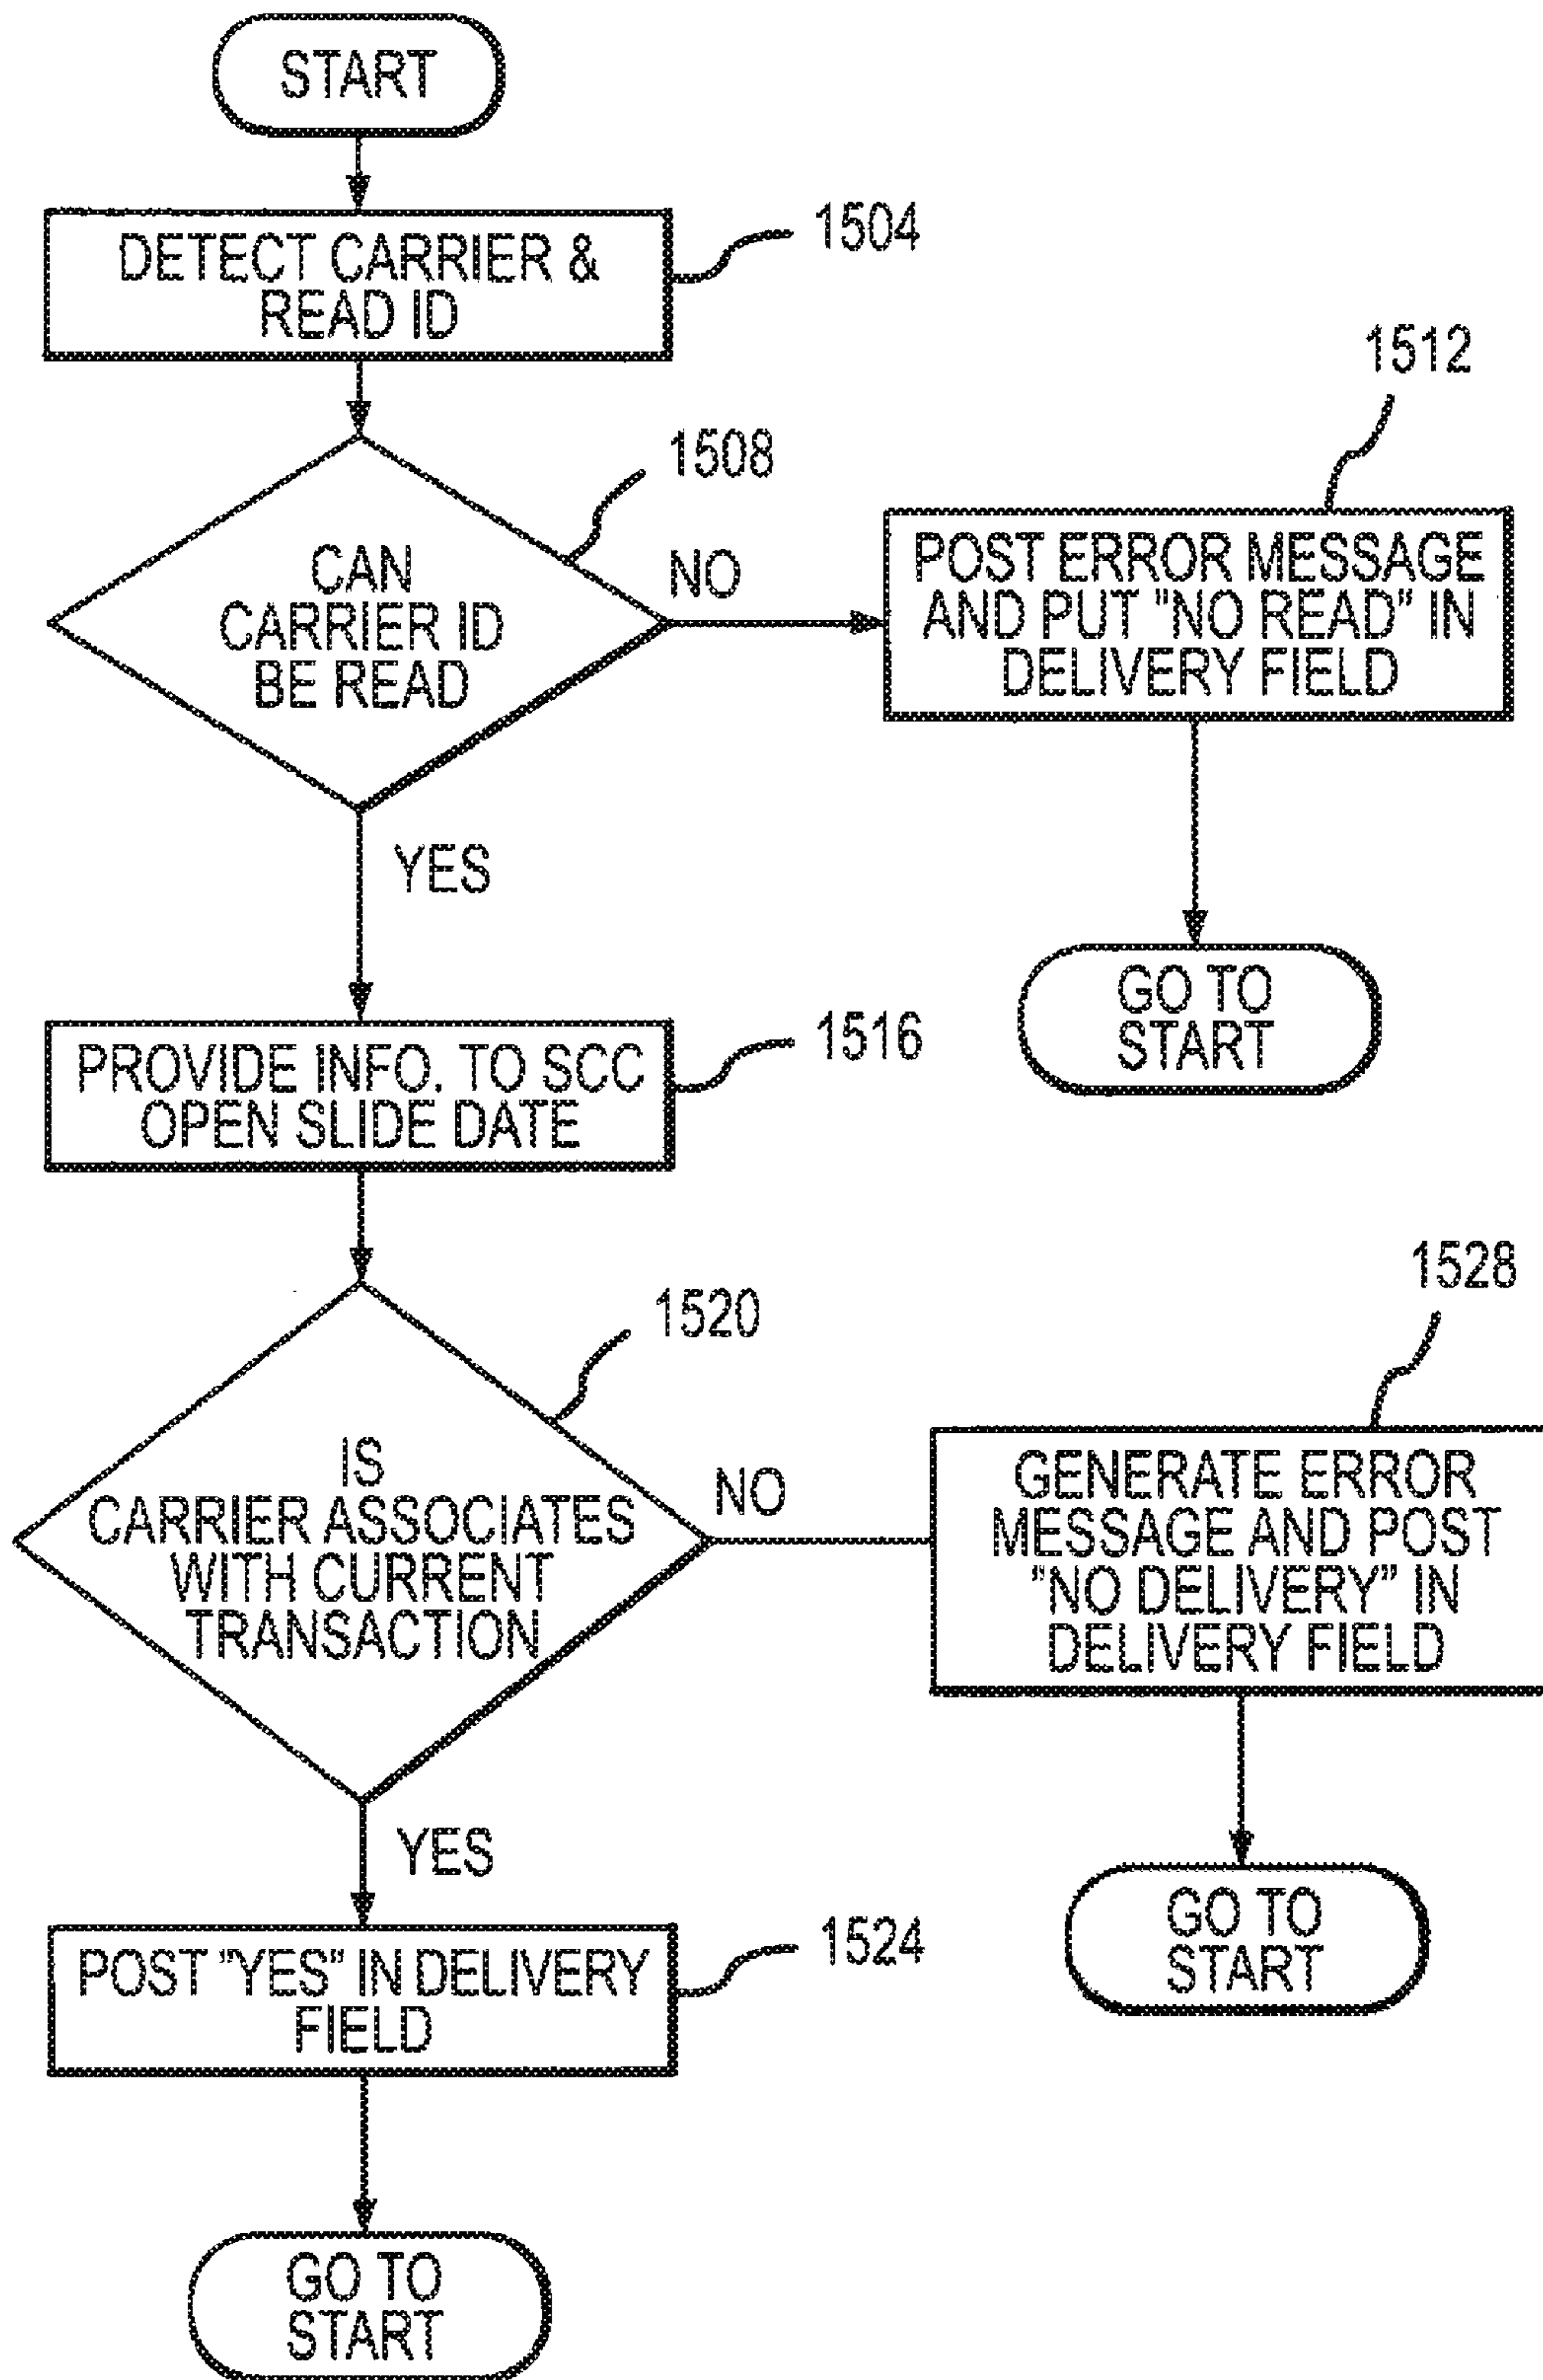 START
DETECT CARRIER &
READ ID
1504
CAN
CARRIER ID
BE READ
1508
NO
1512
POST ERROR MESSAGE
AND PUT "NO READ" IN
DELIVERY FIELD
GO TO
START
YES
PROVIDE INFO. TO SCC
OPEN SLIDE DATE
1516
IS
CARRIER ASSOCIATES
WITH CURRENT
TRANSACTION
1520
NO
1528
GENERATE ERROR
MESSAGE AND POST
"NO DELIVERY" IN
DELIVERY FIELD
GO TO
START
YES
POST "YES" IN DELIVERY
FIELD
1524
GO TO
START